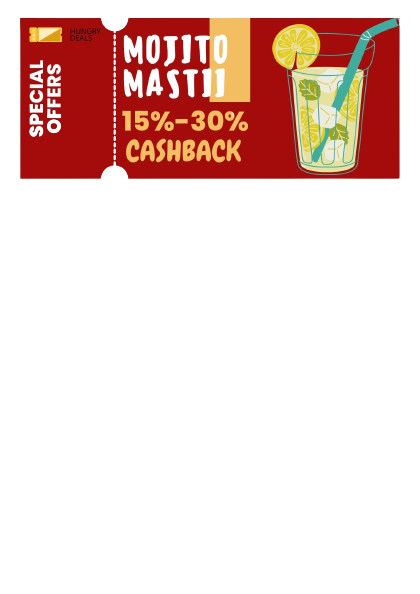 HUNGRY
DEALS
SPECIAL
OFFERS
MOJITO
MASTII
15%-30%
CASHBACK